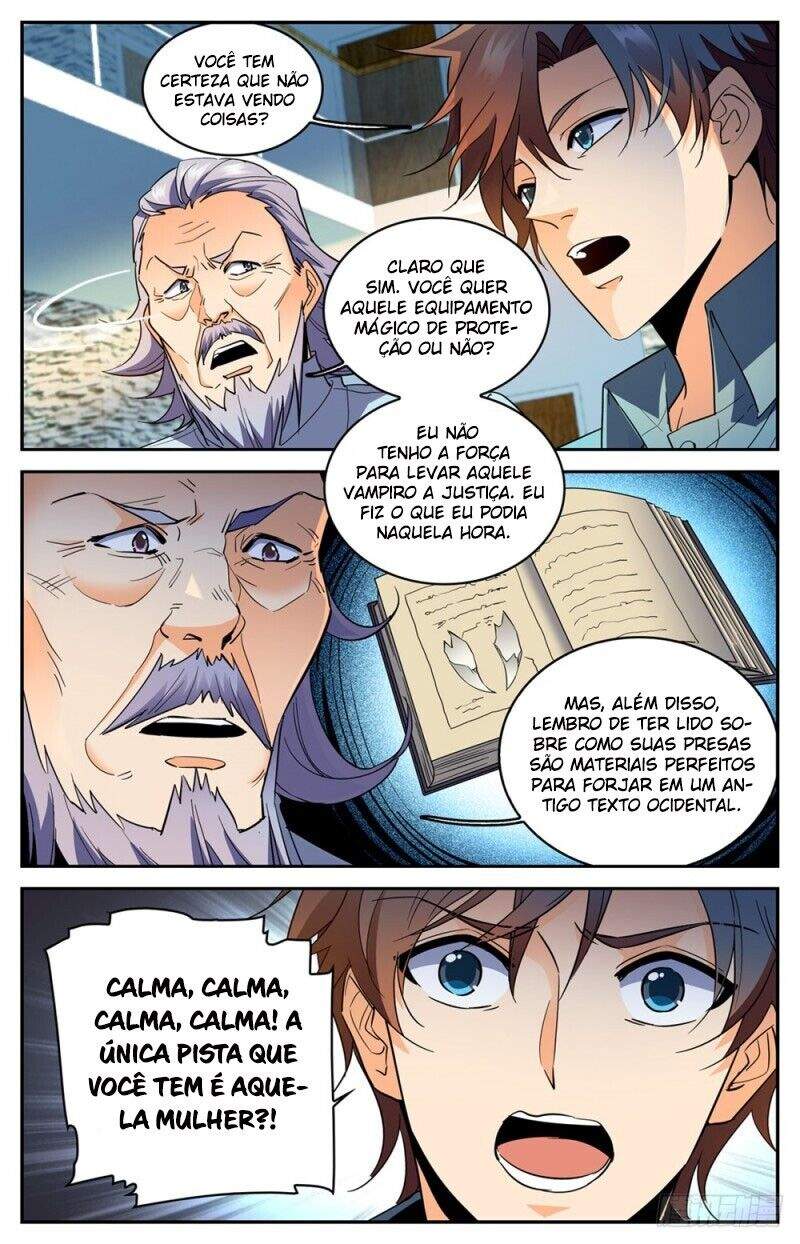 VOCÊ TEM
CERTEZA QUE NÃO
ESTAVA VENDO
COISAS?
CLARO QUE
SIM. VOCÊ QUER
AQUELE EQUIPAMENTO
MÁGICO DE PROTE-
ÇÃO OU NÃO?
EU NÃO
TENHO A FORÇA
PARA LEVAR AQUELE
VAMPIRO A JUSTIÇA. EU
FIZ O QUE EU PODIA
NAQUELA HORA.
MAS, ALÉM DISSO,
LEMBRO DE TER LIDO SO-
BRE COMO SUAS PRESAS
SÃO MATERIAIS PERFEITOS
PARA FORJAR EM UM AN-
TIGO TEXTO OCIDENTAL.
CALMA, CALMA,
CALMA, CALMA! A
ÚNICA PISTA QUE
VOCÊ TEM É AQUE-
LA MULHER?!